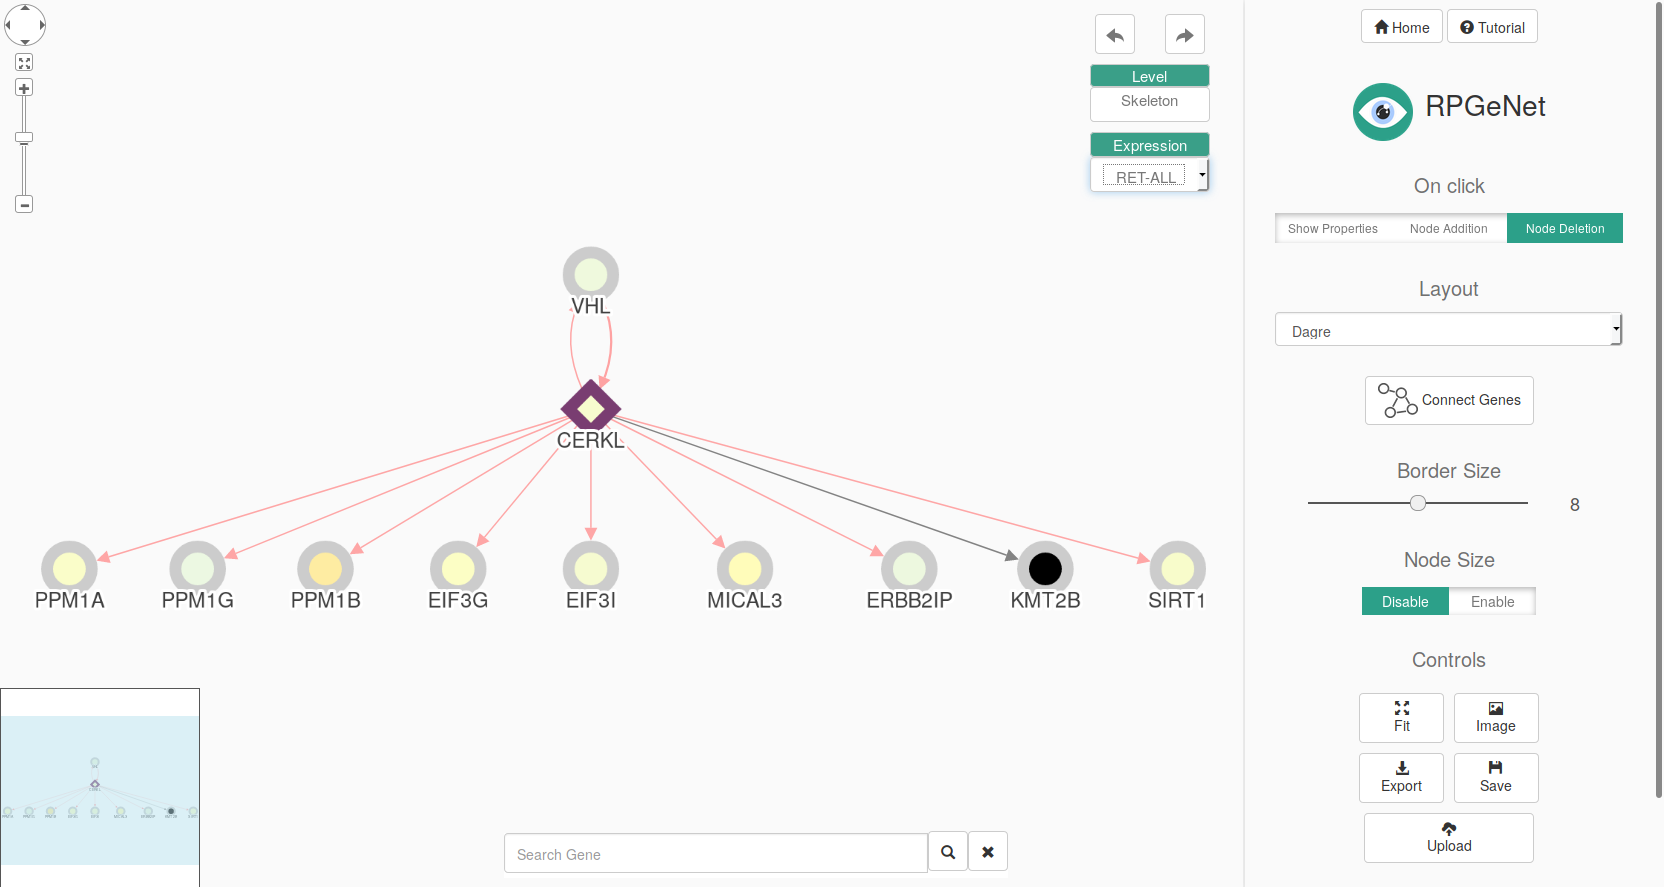 Home
Tutorial
Level
Skeleton
RPGeNet
Expression
RET-ALL
On click
Show Properties
Node Addition
Node Deletion
Layout
Dagre
VHL
CERKL
Connect Genes
Border Size
8
PPM1A
PPM1G
PPM1B
EIF3G
EIF3I
MICAL3
ERBB2IP
KMT2B
SIRT1
Node Size
Disable
Enable
Controls
Fit
Image
Export
Save
Upload
Search Gene